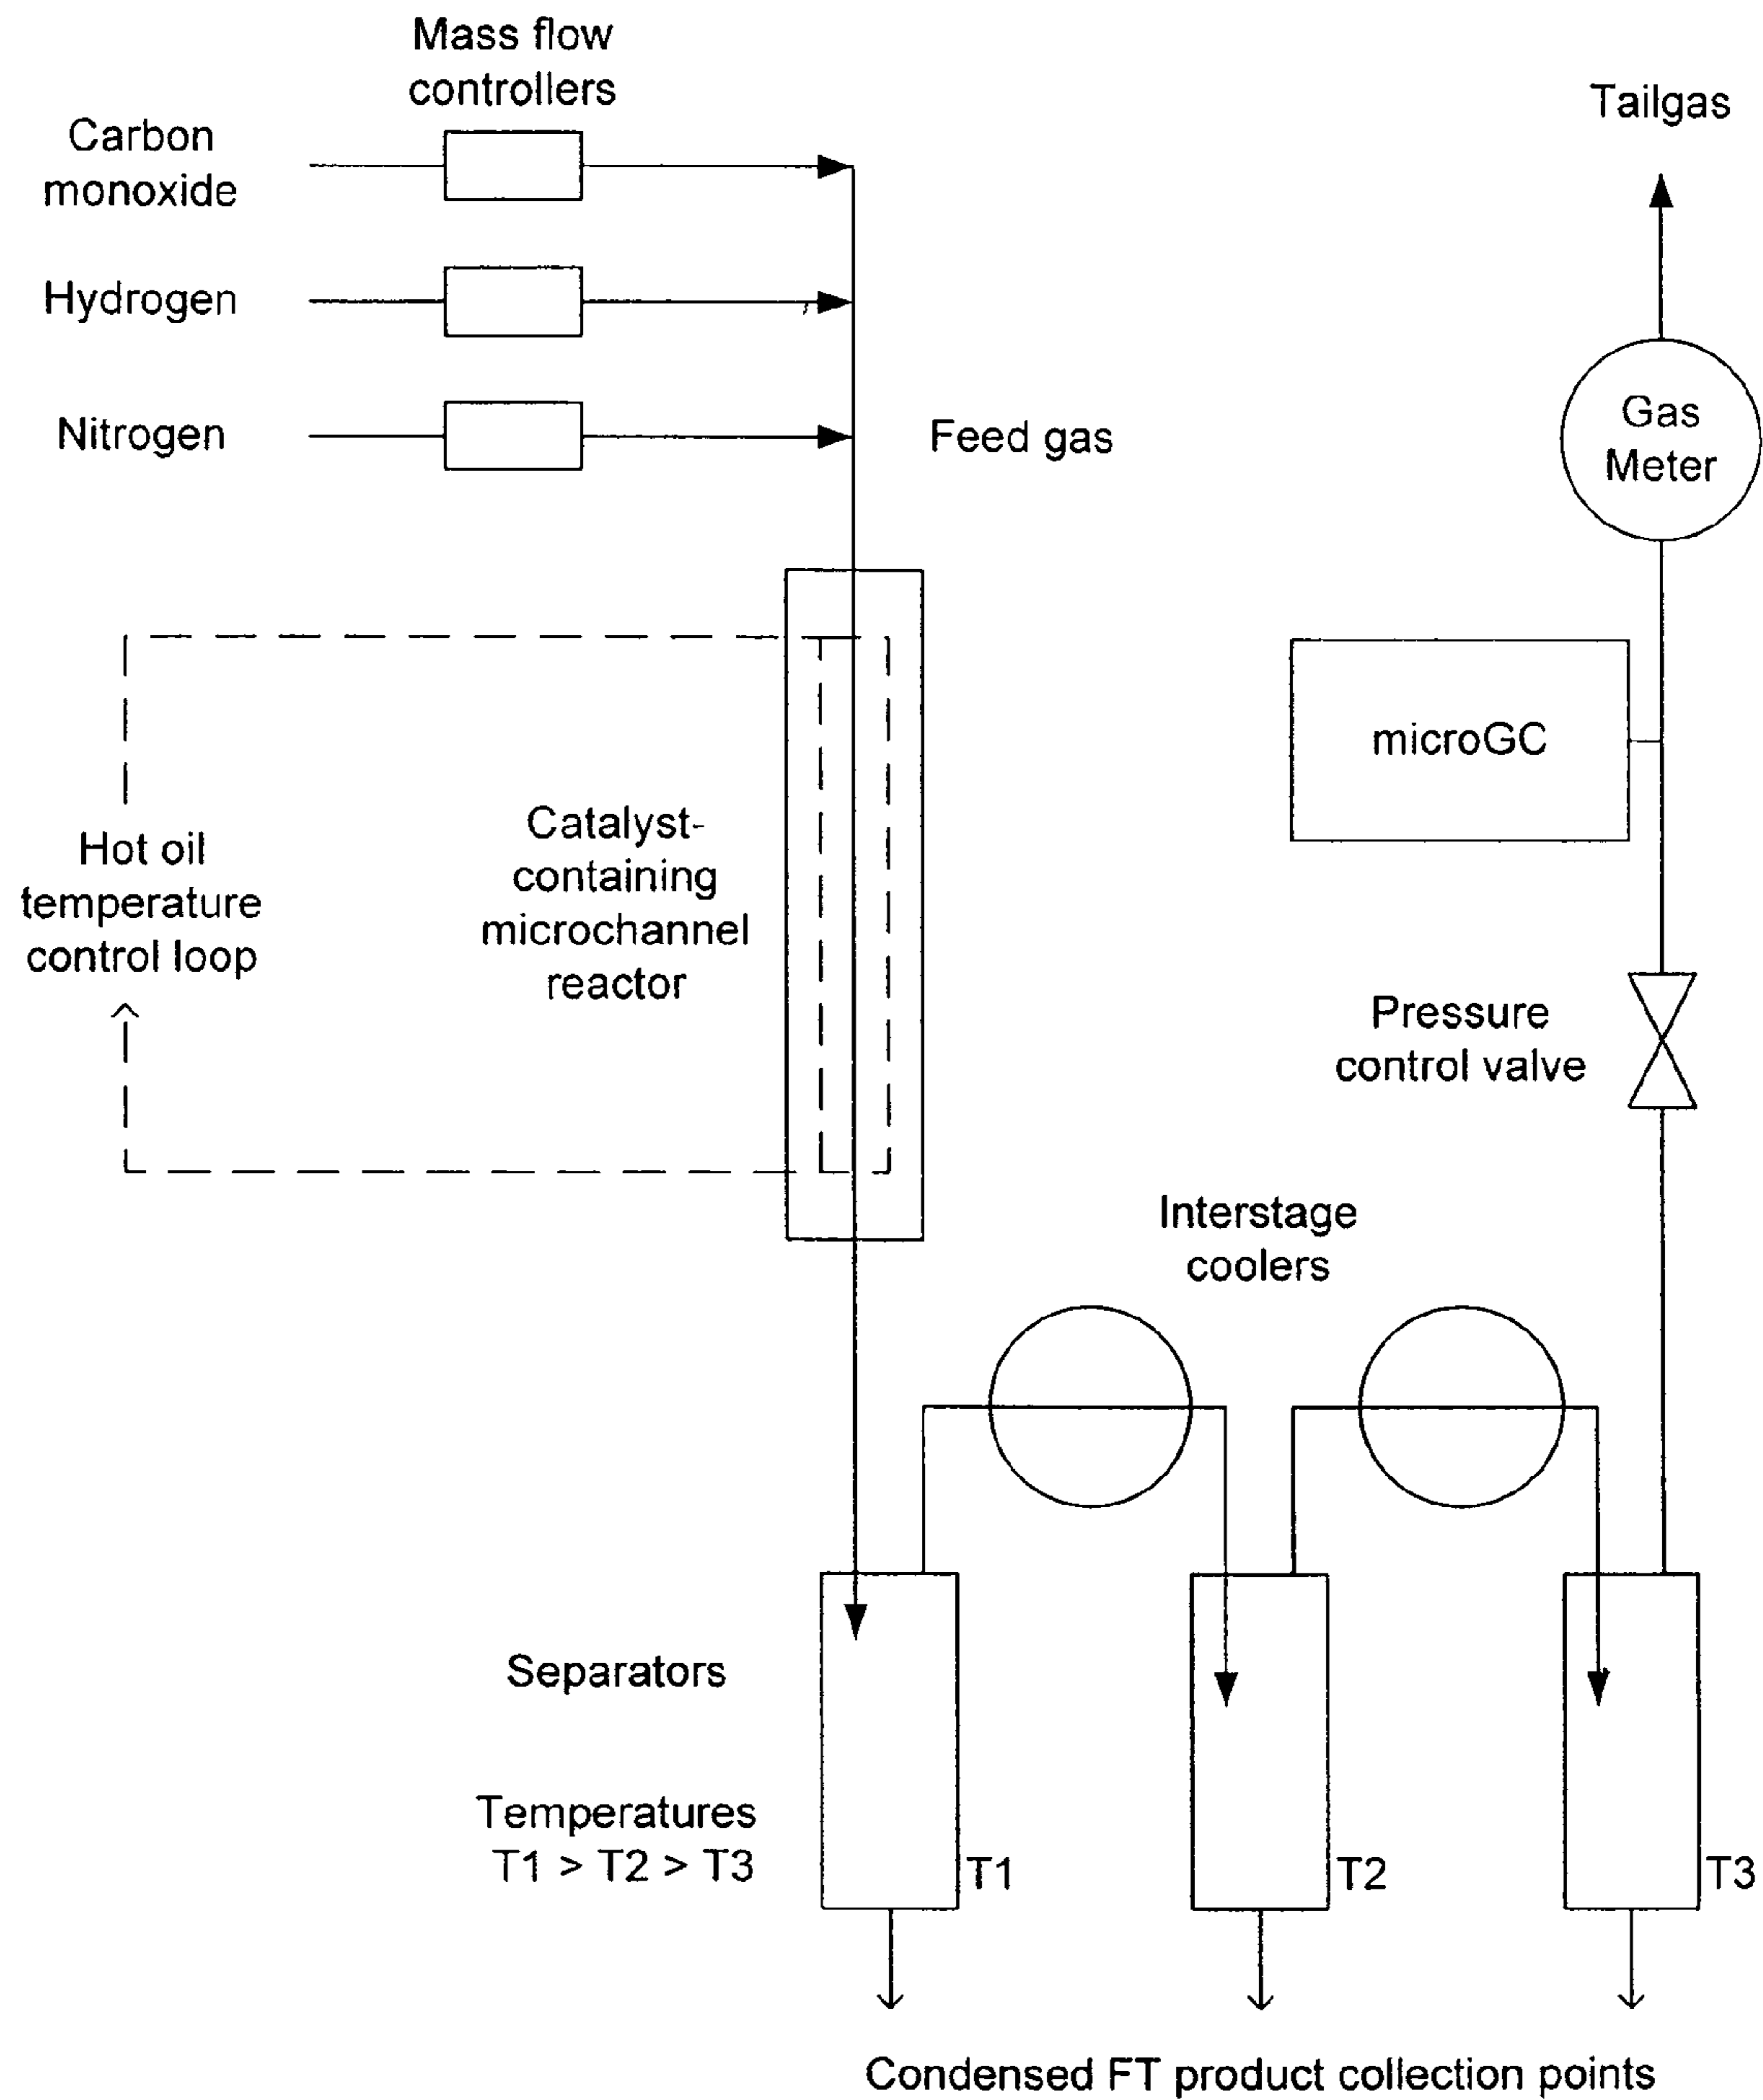 Mass flow
controllers
Carbon
monoxide
Hydrogen
Nitrogen
Feed gas
Tailgas
Gas
Meter
microGC
Hot oil
temperature
control loop
Catalyst-
containing
microchannel
reactor
Pressure
control valve
Interstage
coolers
Separators
Temperatures
T1 > T2 > T3
T1
T2
T3
Condensed FT product collection points